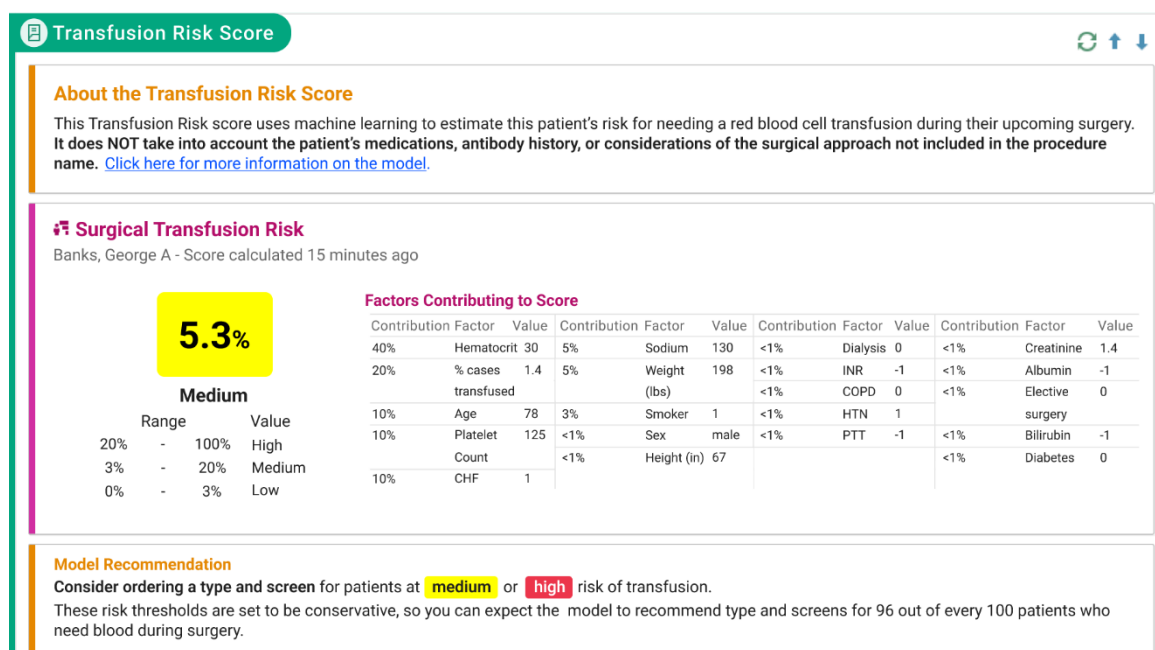 Transfusion Risk Score
About the Transfusion Risk Score
This Transfusion Risk score uses machine learning to estimate this patient's risk for needing a red blood cell transfusion during their upcoming surgery.
It does NOT take into account the patient's medications, antibody history, or considerations of the surgical approach not included in the procedure
name. Click here for more information on the model.
Surgical Transfusion Risk
Banks, George A - Score calculated 15 minutes ago
5.3%
Medium
Range Value
20% - 100% High
3% - 20% Medium
0% - 3% Low
Factors Contributing to Score
Contribution Factor Value Contribution Factor Value Contribution Factor Value Contribution Factor Value
40% Hematocrit 30 5% Sodium 130 <1% Dialysis 0 <1% Creatinine 1.4
20% % cases 1.4 5% Weight 198 <1% INR -1 <1% Albumin -1
transfused (lbs) <1% COPD 0 <1% Elective 0
10% Age 78 3% Smoker 1 <1% HTN 1 surgery
10% Platelet 125 <1% Sex male <1% PTT -1 <1% Bilirubin -1
Count <1% Height (in) 67 <1% Diabetes 0
10% CHF 1
Model Recommendation
Consider ordering a type and screen for patients at medium or high risk of transfusion.
These risk thresholds are set to be conservative, so you can expect the model to recommend type and screens for 96 out of every 100 patients who
need blood during surgery.